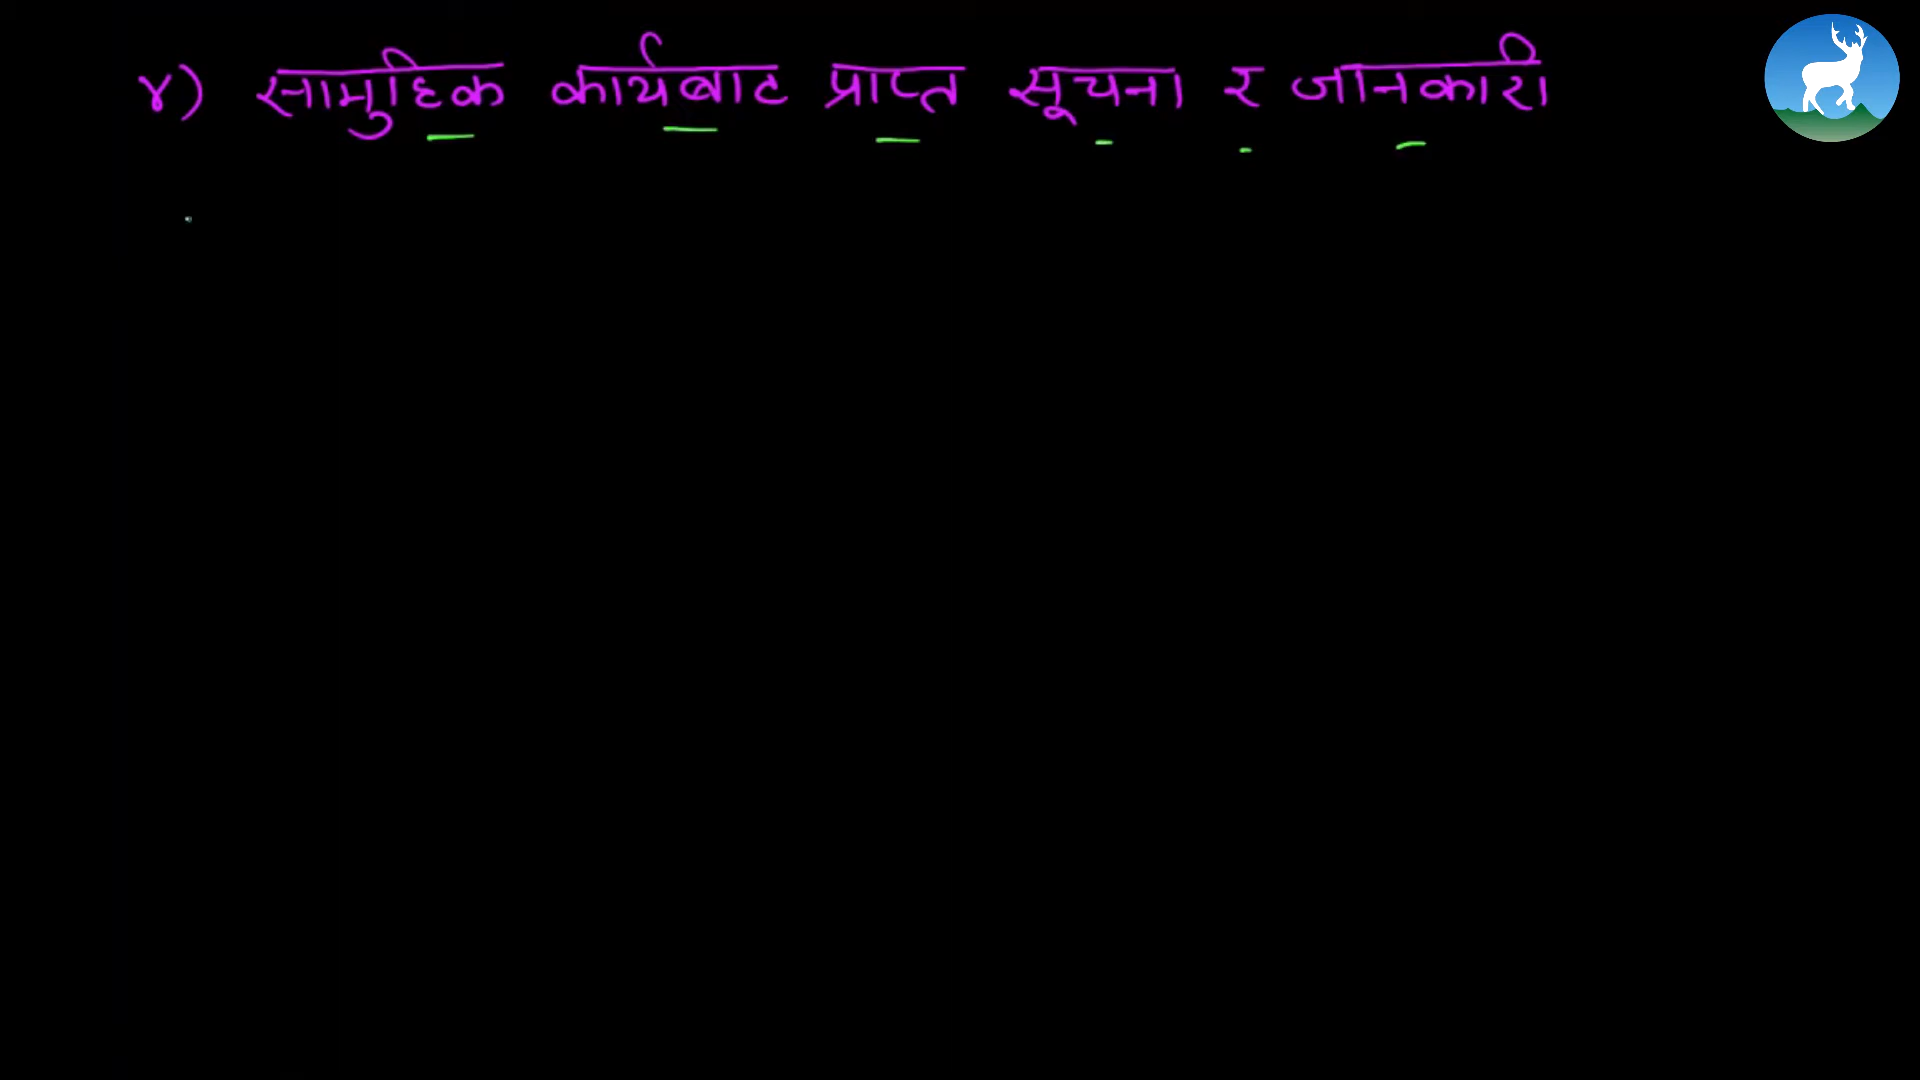 ४) सामुहिक कार्यबाट प्राप्त सूचना र जानकारी